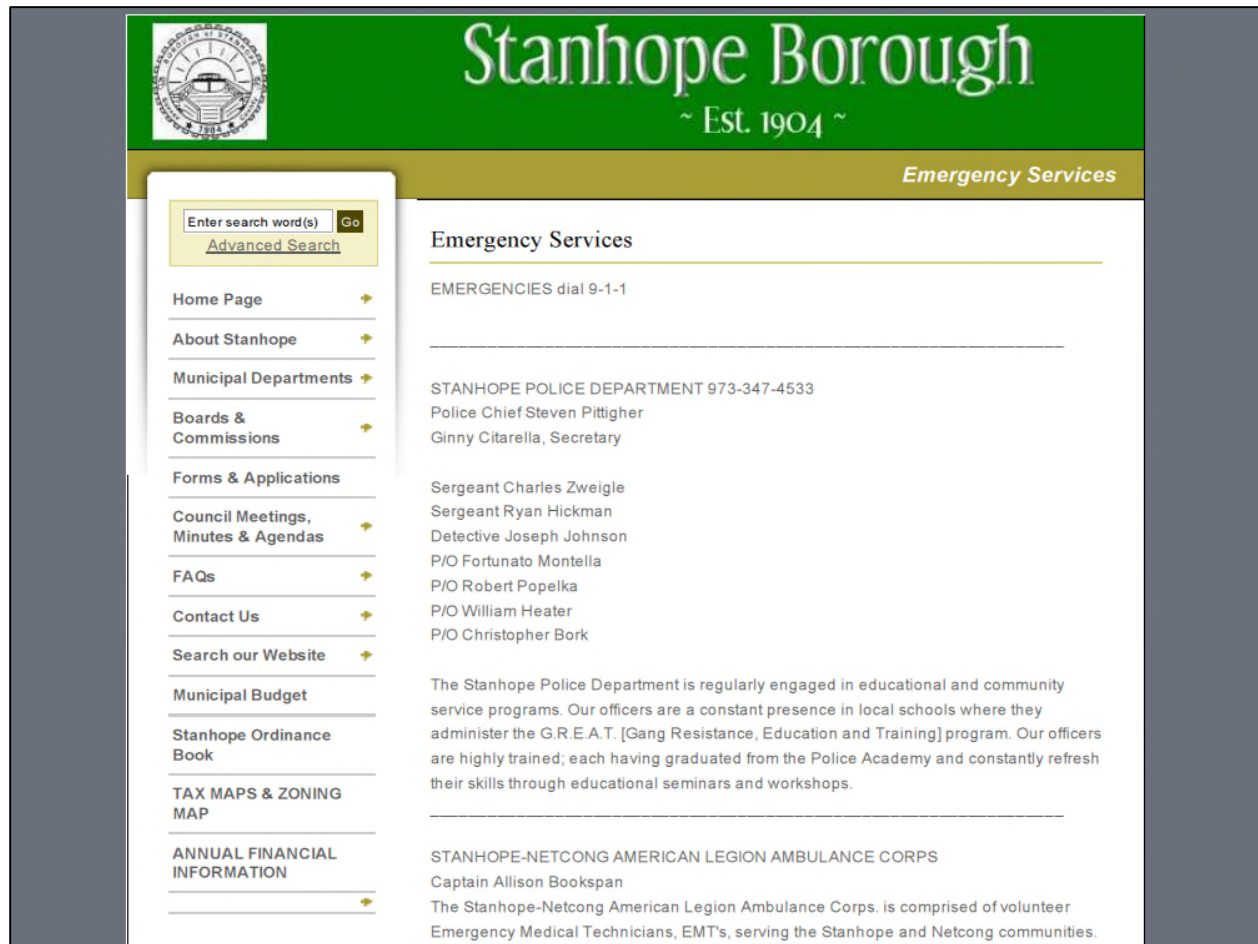 BOROUGH of STANHOPE
1904
Stanhope Borough
~ Est. 1904 ~
Emergency Services
Enter search word(s) Go
Advanced Search
Home Page
About Stanhope
Municipal Departments
Boards &
Commissions
Forms & Applications
Council Meetings,
Minutes & Agendas
FAQs
Contact Us
Search our Website
Municipal Budget
Stanhope Ordinance
Book
TAX MAPS & ZONING
MAP
ANNUAL FINANCIAL
INFORMATION
Emergency Services
EMERGENCIES dial 9-1-1
STANHOPE POLICE DEPARTMENT 973-347-4533
Police Chief Steven Pittigher
Ginny Citarella, Secretary
Sergeant Charles Zweigle
Sergeant Ryan Hickman
Detective Joseph Johnson
P/O Fortunato Montella
P/O Robert Popelka
P/O William Heater
P/O Christopher Bork
The Stanhope Police Department is regularly engaged in educational and community
service programs. Our officers are a constant presence in local schools where they
administer the G.R.E.A.T. [Gang Resistance, Education and Training] program. Our officers
are highly trained; each having graduated from the Police Academy and constantly refresh
their skills through educational seminars and workshops.
STANHOPE-NETCONG AMERICAN LEGION AMBULANCE CORPS
Captain Allison Bookspan
The Stanhope-Netcong American Legion Ambulance Corps. is comprised of volunteer
Emergency Medical Technicians, EMT's, serving the Stanhope and Netcong communities.